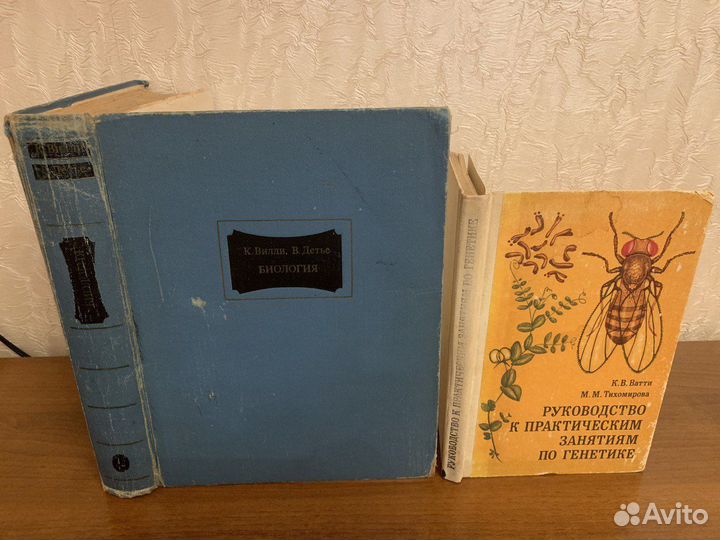 К. Вилли, В. Детье
БИОЛОГИЯ
РУКОВОДСТВО К ПРАКТИЧЕСКИМ ЗАНЯТИЯМ ПО ГЕНЕТИКЕ
К. В. Ватти
М. М. Тихомирова
РУКОВОДСТВО
К ПРАКТИЧЕСКИМ
ЗАНЯТИЯМ
ПО ГЕНЕТИКЕ
Avito